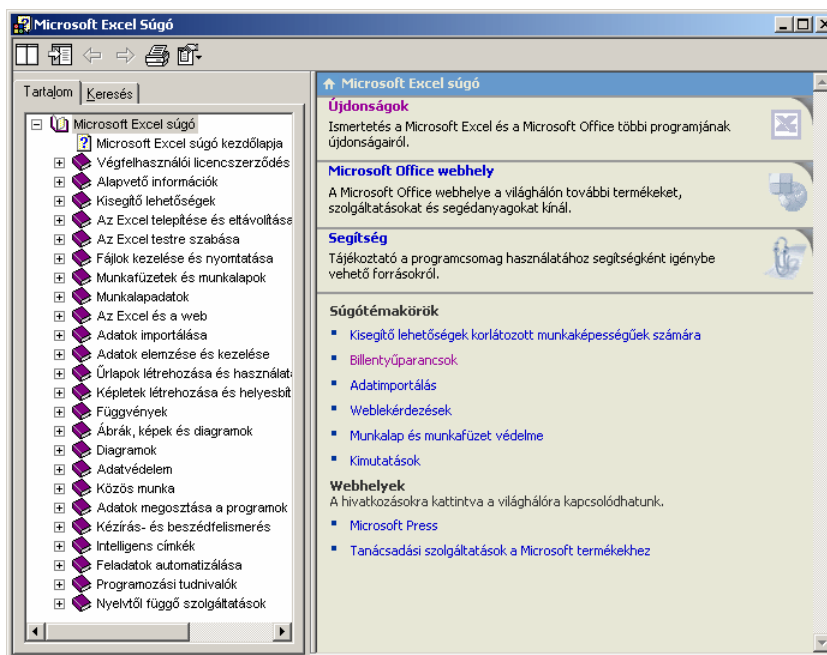 Microsoft Excel Súgó
Tartalom
Keresés
Microsoft Excel súgó
Microsoft Excel súgó kezdőlapja
Végfelhasználói licencszerződés
Alapvető információk
Kisegítő lehetőségek
Az Excel telepítése és eltávolítása
Az Excel testre szabása
Fájlok kezelése és nyomtatása
Munkafüzetek és munkalapok
Munkalapadatok
Az Excel és a web
Adatok importálása
Adatok elemzése és kezelése
Űrlapok létrehozása és használat
Képletek létrehozása és helyesbít
Függvények
Ábrák, képek és diagramok
Diagramok
Adatvédelem
Közös munka
Adatok megosztása a programok
Kézírás- és beszédfelismerés
Intelligens címkék
Feladatok automatizálása
Programozási tudnivalók
Nyelvtől függő szolgáltatások
Microsoft Excel súgó
Újdonságok
Ismertetés a Microsoft Excel és a Microsoft Office többi programjának
újdonságairól.
Microsoft Office webhely
A Microsoft Office webhelye a világhálón további termékeket,
szolgáltatásokat és segédanyagokat kínál.
Segítség
Tájékoztató a programcsomag használatához segítségként igénybe
vehető forrásokról.
Súgótémakörök
Kisegítő lehetőségek korlátozott munkaképességűek számára
Billentyűparancsok
Adatimportálás
Weblekérdezések
Munkalap és munkafüzet védelme
Kimutatások
Webhelyek
A hivatkozásokra kattintva a világhálóra kapcsolódhatunk.
Microsoft Press
Tanácsadási szolgáltatások a Microsoft termékekhez